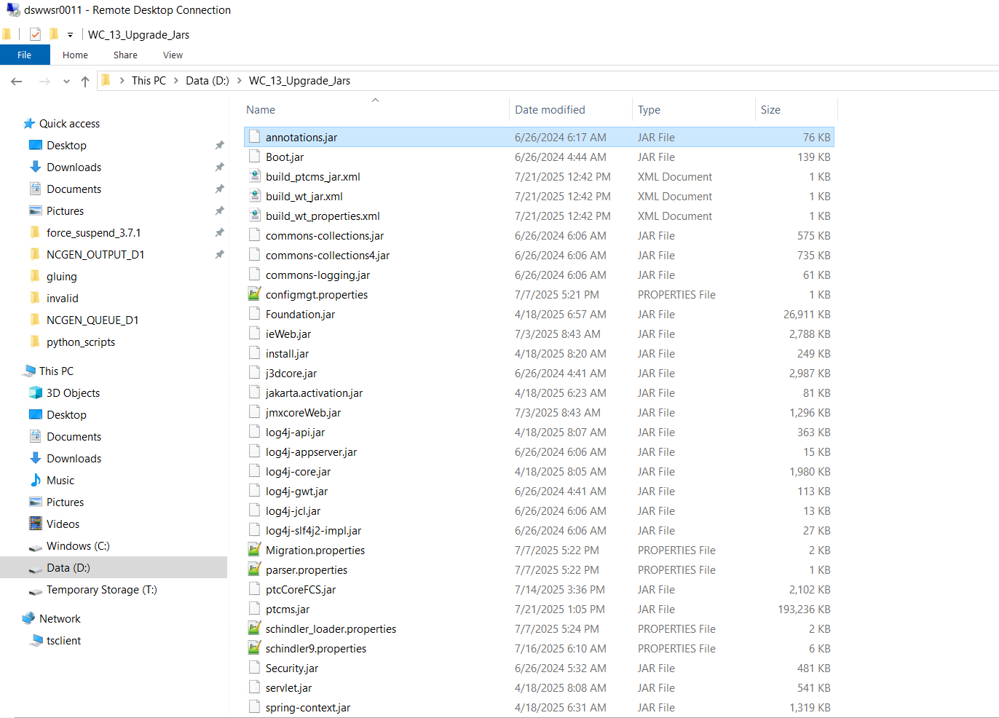 dswwsr0011 - Remote Desktop Connection
WC_13_Upgrade_Jars
File Home Share View
This PC > Data (D:) > WC_13_Upgrade_Jars
Quick access
Desktop
Downloads
Documents
Pictures
force_suspend_3.7.1
NCGEN_OUTPUT_D1
gluing
invalid
NCGEN_QUEUE_D1
python_scripts
This PC
3D Objects
Desktop
Documents
Downloads
Music
Pictures
Videos
Windows (C:)
Data (D:)
Temporary Storage (T:)
Network
tsclient
Name Date modified Type Size
annotations.jar 6/26/2024 6:17 AM JAR File 76 KB
Boot.jar 6/26/2024 4:44 AM JAR File 139 KB
build_ptcms_jar.xml 7/21/2025 12:42 PM XML Document 1 KB
build_wt_jar.xml 7/21/2025 12:42 PM XML Document 1 KB
build_wt_properties.xml 7/21/2025 12:42 PM XML Document 1 KB
commons-collections.jar 6/26/2024 6:06 AM JAR File 575 KB
commons-collections4.jar 6/26/2024 6:06 AM JAR File 735 KB
commons-logging.jar 6/26/2024 6:06 AM JAR File 61 KB
configmgt.properties 7/7/2025 5:21 PM PROPERTIES File 1 KB
Foundation.jar 4/18/2025 6:57 AM JAR File 26,911 KB
ieWeb.jar 7/3/2025 8:43 AM JAR File 2,788 KB
install.jar 4/18/2025 8:20 AM JAR File 249 KB
j3dcore.jar 6/26/2024 4:41 AM JAR File 2,987 KB
jakarta.activation.jar 4/18/2025 6:23 AM JAR File 81 KB
jmxcoreWeb.jar 7/3/2025 8:43 AM JAR File 1,296 KB
log4j-api.jar 4/18/2025 8:07 AM JAR File 363 KB
log4j-appserver.jar 6/26/2024 6:06 AM JAR File 15 KB
log4j-core.jar 4/18/2025 8:05 AM JAR File 1,980 KB
log4j-gwt.jar 6/26/2024 4:41 AM JAR File 113 KB
log4j-jcl.jar 6/26/2024 6:06 AM JAR File 13 KB
log4j-slf4j2-impl.jar 6/26/2024 6:06 AM JAR File 27 KB
Migration.properties 7/7/2025 5:22 PM PROPERTIES File 2 KB
parser.properties 7/7/2025 5:22 PM PROPERTIES File 1 KB
ptcCoreFCS.jar 7/14/2025 3:36 PM JAR File 2,102 KB
ptcms.jar 7/21/2025 1:05 PM JAR File 193,236 KB
schindler_loader.properties 7/7/2025 5:24 PM PROPERTIES File 2 KB
schindler9.properties 7/16/2025 6:10 AM PROPERTIES File 6 KB
Security.jar 6/26/2024 5:32 AM JAR File 481 KB
servlet.jar 4/18/2025 8:08 AM JAR File 541 KB
spring-context.jar 4/18/2025 6:31 AM JAR File 1,319 KB